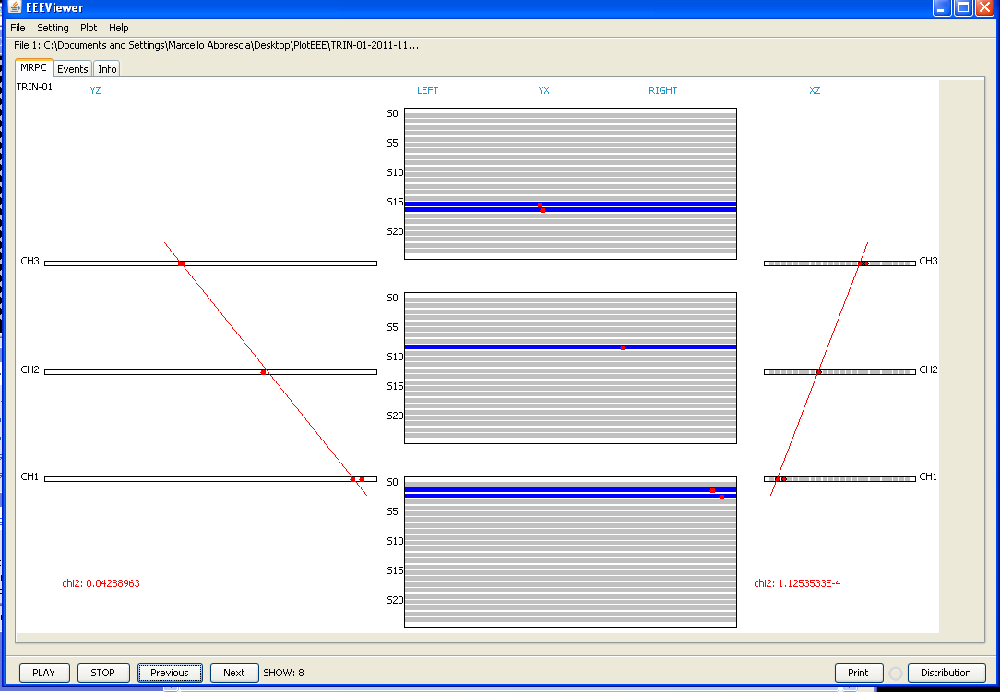 EEEViewer
File Setting Plot Help
File 1: C:\Documents and Settings\Marcello Abbrescia\Desktop\PlotEEE\TRIN-01-2011-11...
MRPC Events Info
TRIN-01 YZ LEFT YX RIGHT XZ
S0
S5
S10
S15
S20
CH3 CH3
S0
S5
S10
CH2 CH2
S15
S20
CH1 S0 CH1
S5
S10
S15
chi2: 0.04288963 chi2: 1.1253533E-4
S20
PLAY STOP Previous Next SHOW: 8 Print Distribution